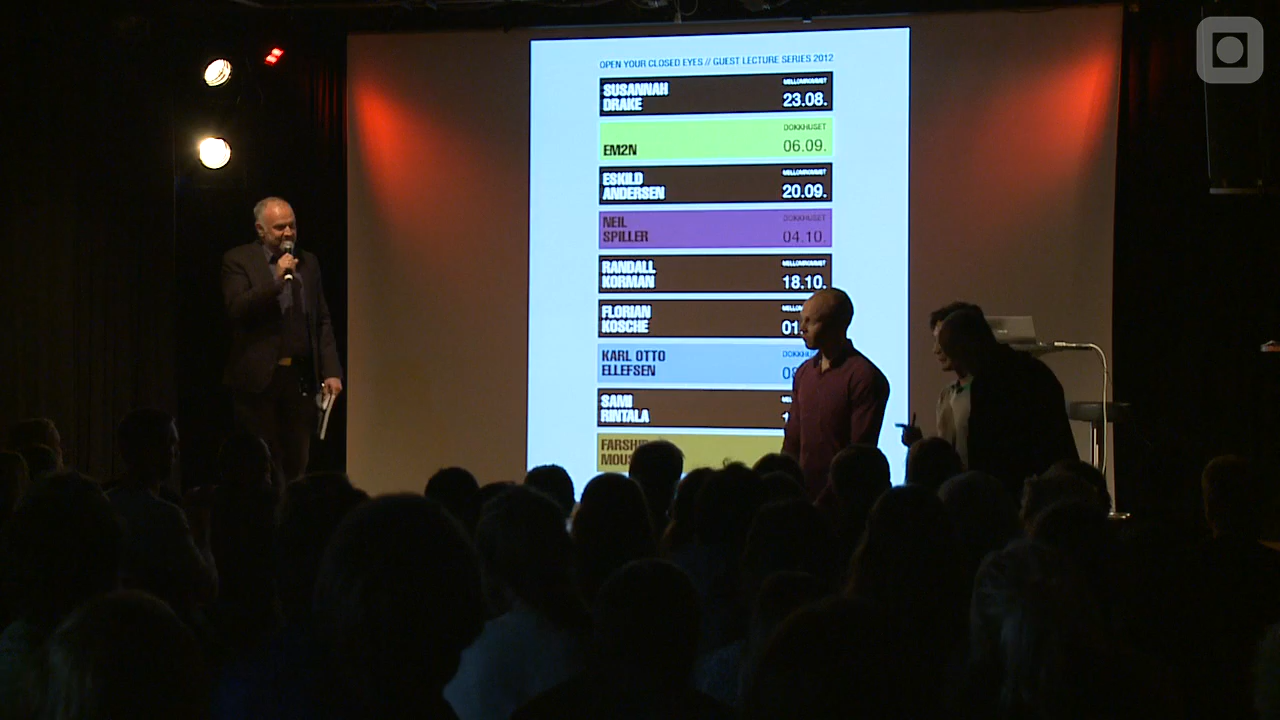 OPEN YOUR CLOSED EYES // GUEST LECTURE SERIES 2012
SUSANNAH
DRAKE
MELLOMROMMET
23.08.
EM2N
DOKKHUSET
06.09.
ESKILD
ANDERSEN
MELLOMROMMET
20.09.
NEIL
SPILLER
DOKKHUSET
04.10.
RANDALL
KORMAN
MELLOMROMMET
18.10.
FLORIAN
KOSCHE
01
KARL OTTO
ELLEFSEN
SAMI
RINTALA